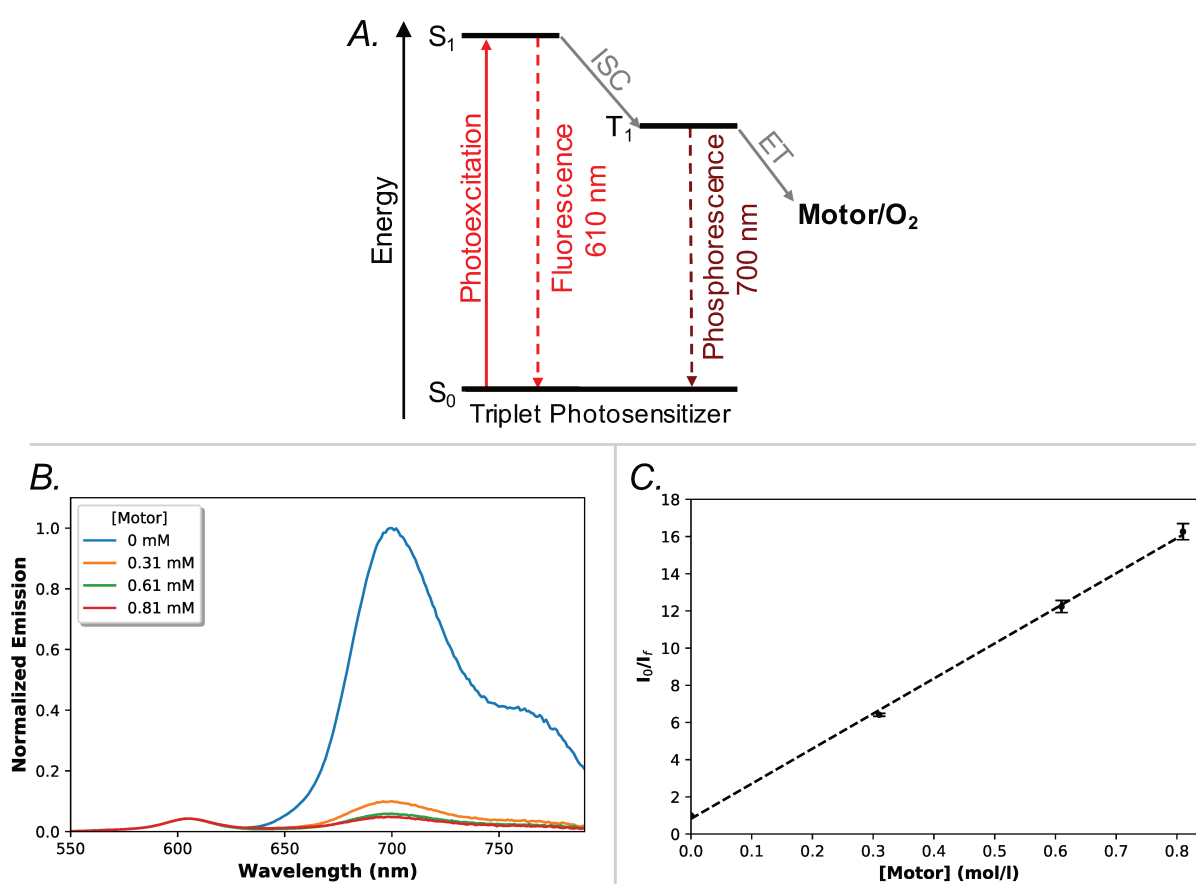 A.
Energy
S1
S0
T1
Photoexcitation
Fluorescence
610 nm
ISC
Phosphorescence
700 nm
ET
Motor/O2
Triplet Photosensitizer
B.
[Motor]
0 mM
0.31 mM
0.61 mM
0.81 mM
Normalized Emission
1.0
0.8
0.6
0.4
0.2
0.0
550 600 650 700 750
Wavelength (nm)
C.
I0/If
18
16
14
12
10
8
6
4
2
0
0.0 0.1 0.2 0.3 0.4 0.5 0.6 0.7 0.8
[Motor] (mol/l)